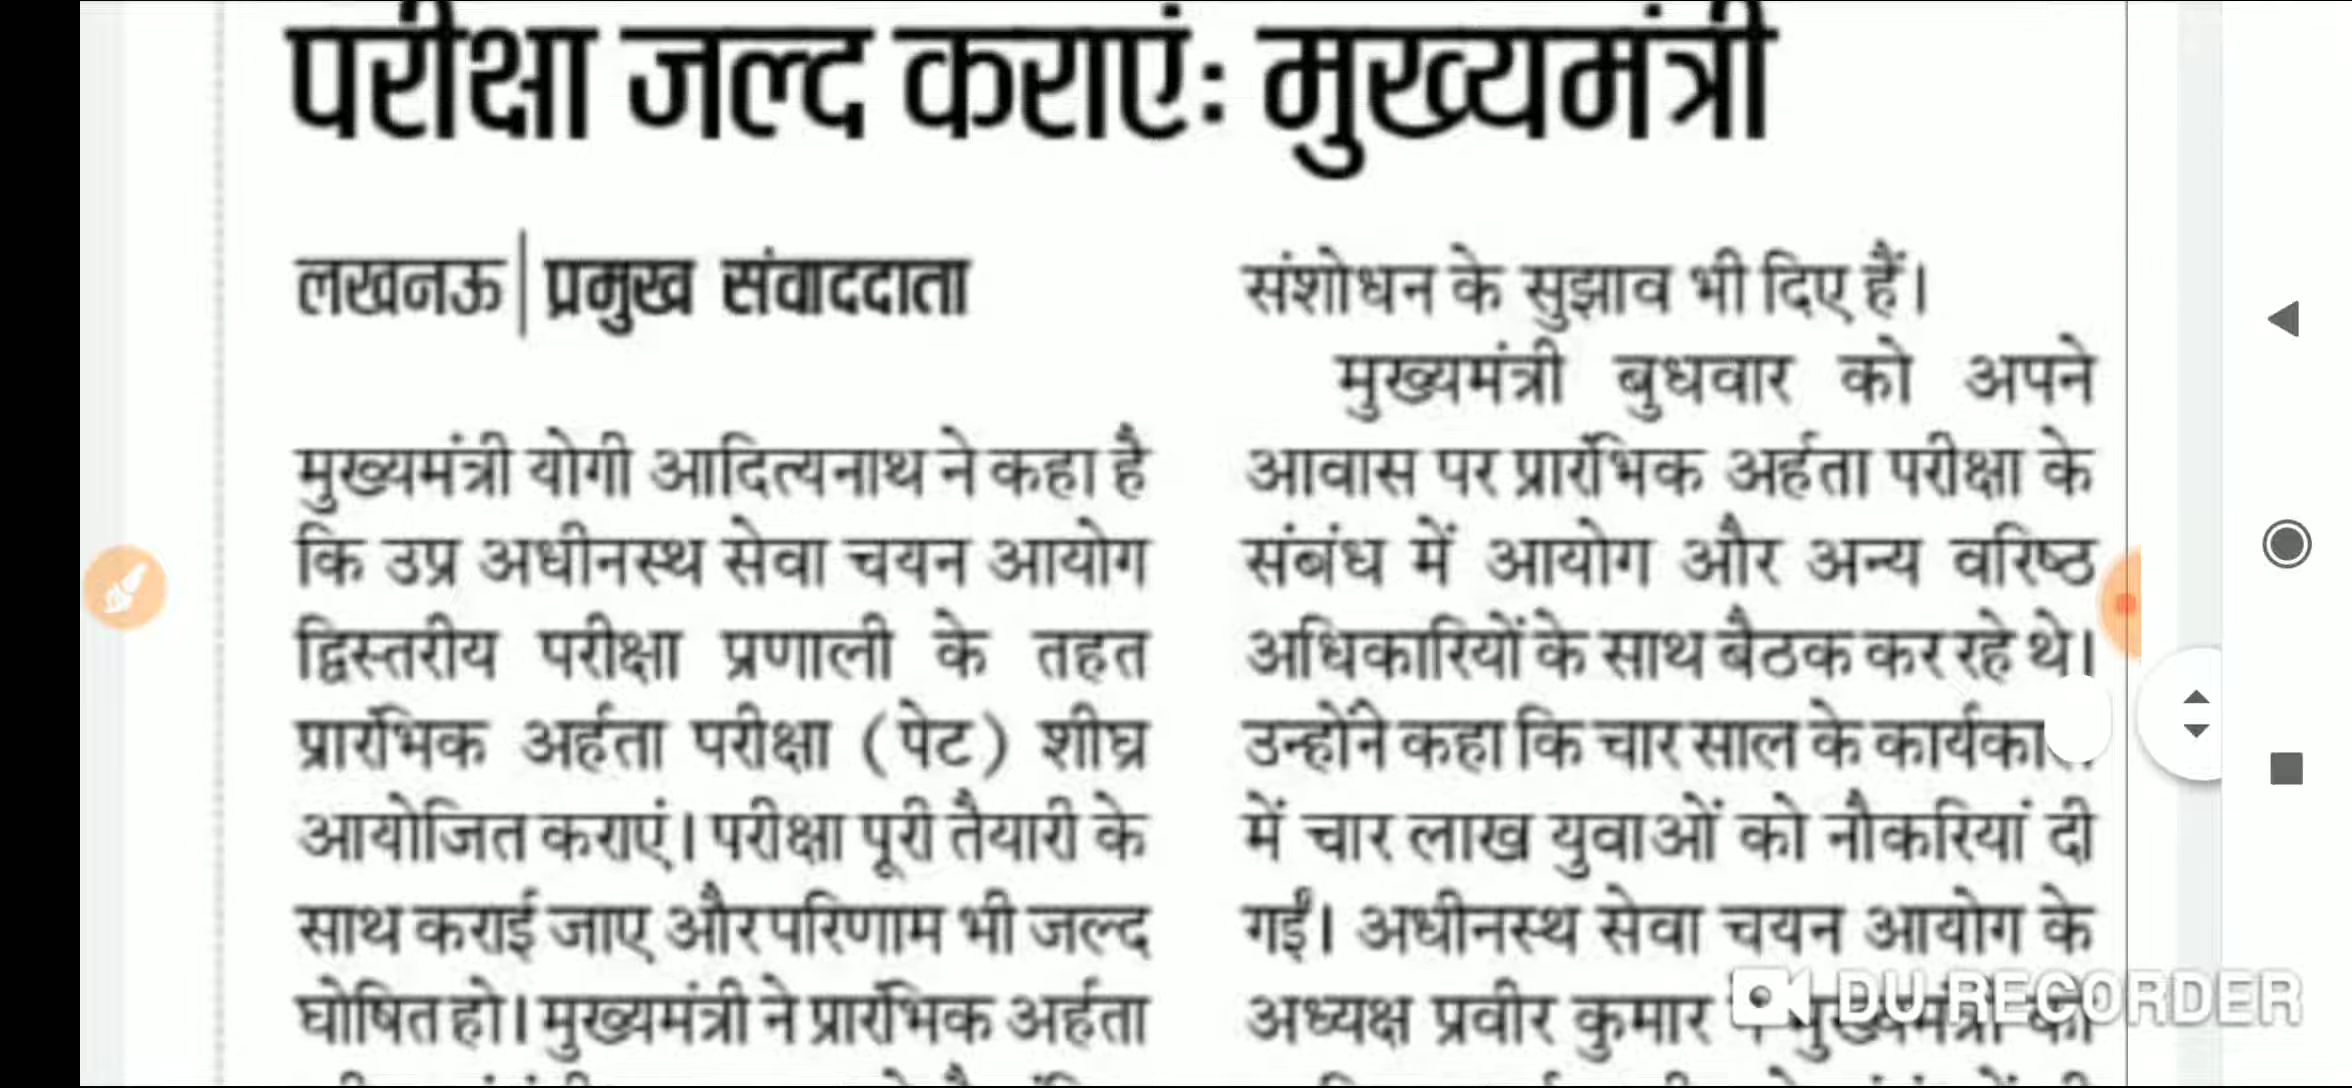 परीक्षा जल्द कराएं: मुख्यमंत्री
लखनऊ | प्रमुख संवाददाता
मुख्यमंत्री योगी आदित्यनाथ ने कहा है
कि उप्र अधीनस्थ सेवा चयन आयोग
द्विस्तरीय परीक्षा प्रणाली के तहत
प्रारंभिक अर्हता परीक्षा (पेट) शीघ्र
आयोजित कराएं। परीक्षा पूरी तैयारी के
साथ कराई जाए और परिणाम भी जल्द
घोषित हो। मुख्यमंत्री ने प्रारंभिक अर्हता
संशोधन के सुझाव भी दिए हैं।
मुख्यमंत्री बुधवार को अपने
आवास पर प्रारंभिक अर्हता परीक्षा के
संबंध में आयोग और अन्य वरिष्ठ
अधिकारियों के साथ बैठक कर रहे थे।
उन्होंने कहा कि चार साल के
में चार लाख युवाओं को नौकरियां दी
गईं। अधीनस्थ सेवा चयन आयोग के
अध्यक्ष प्रवीर कुमार मुख्यमंत्री को
DU RECORDER